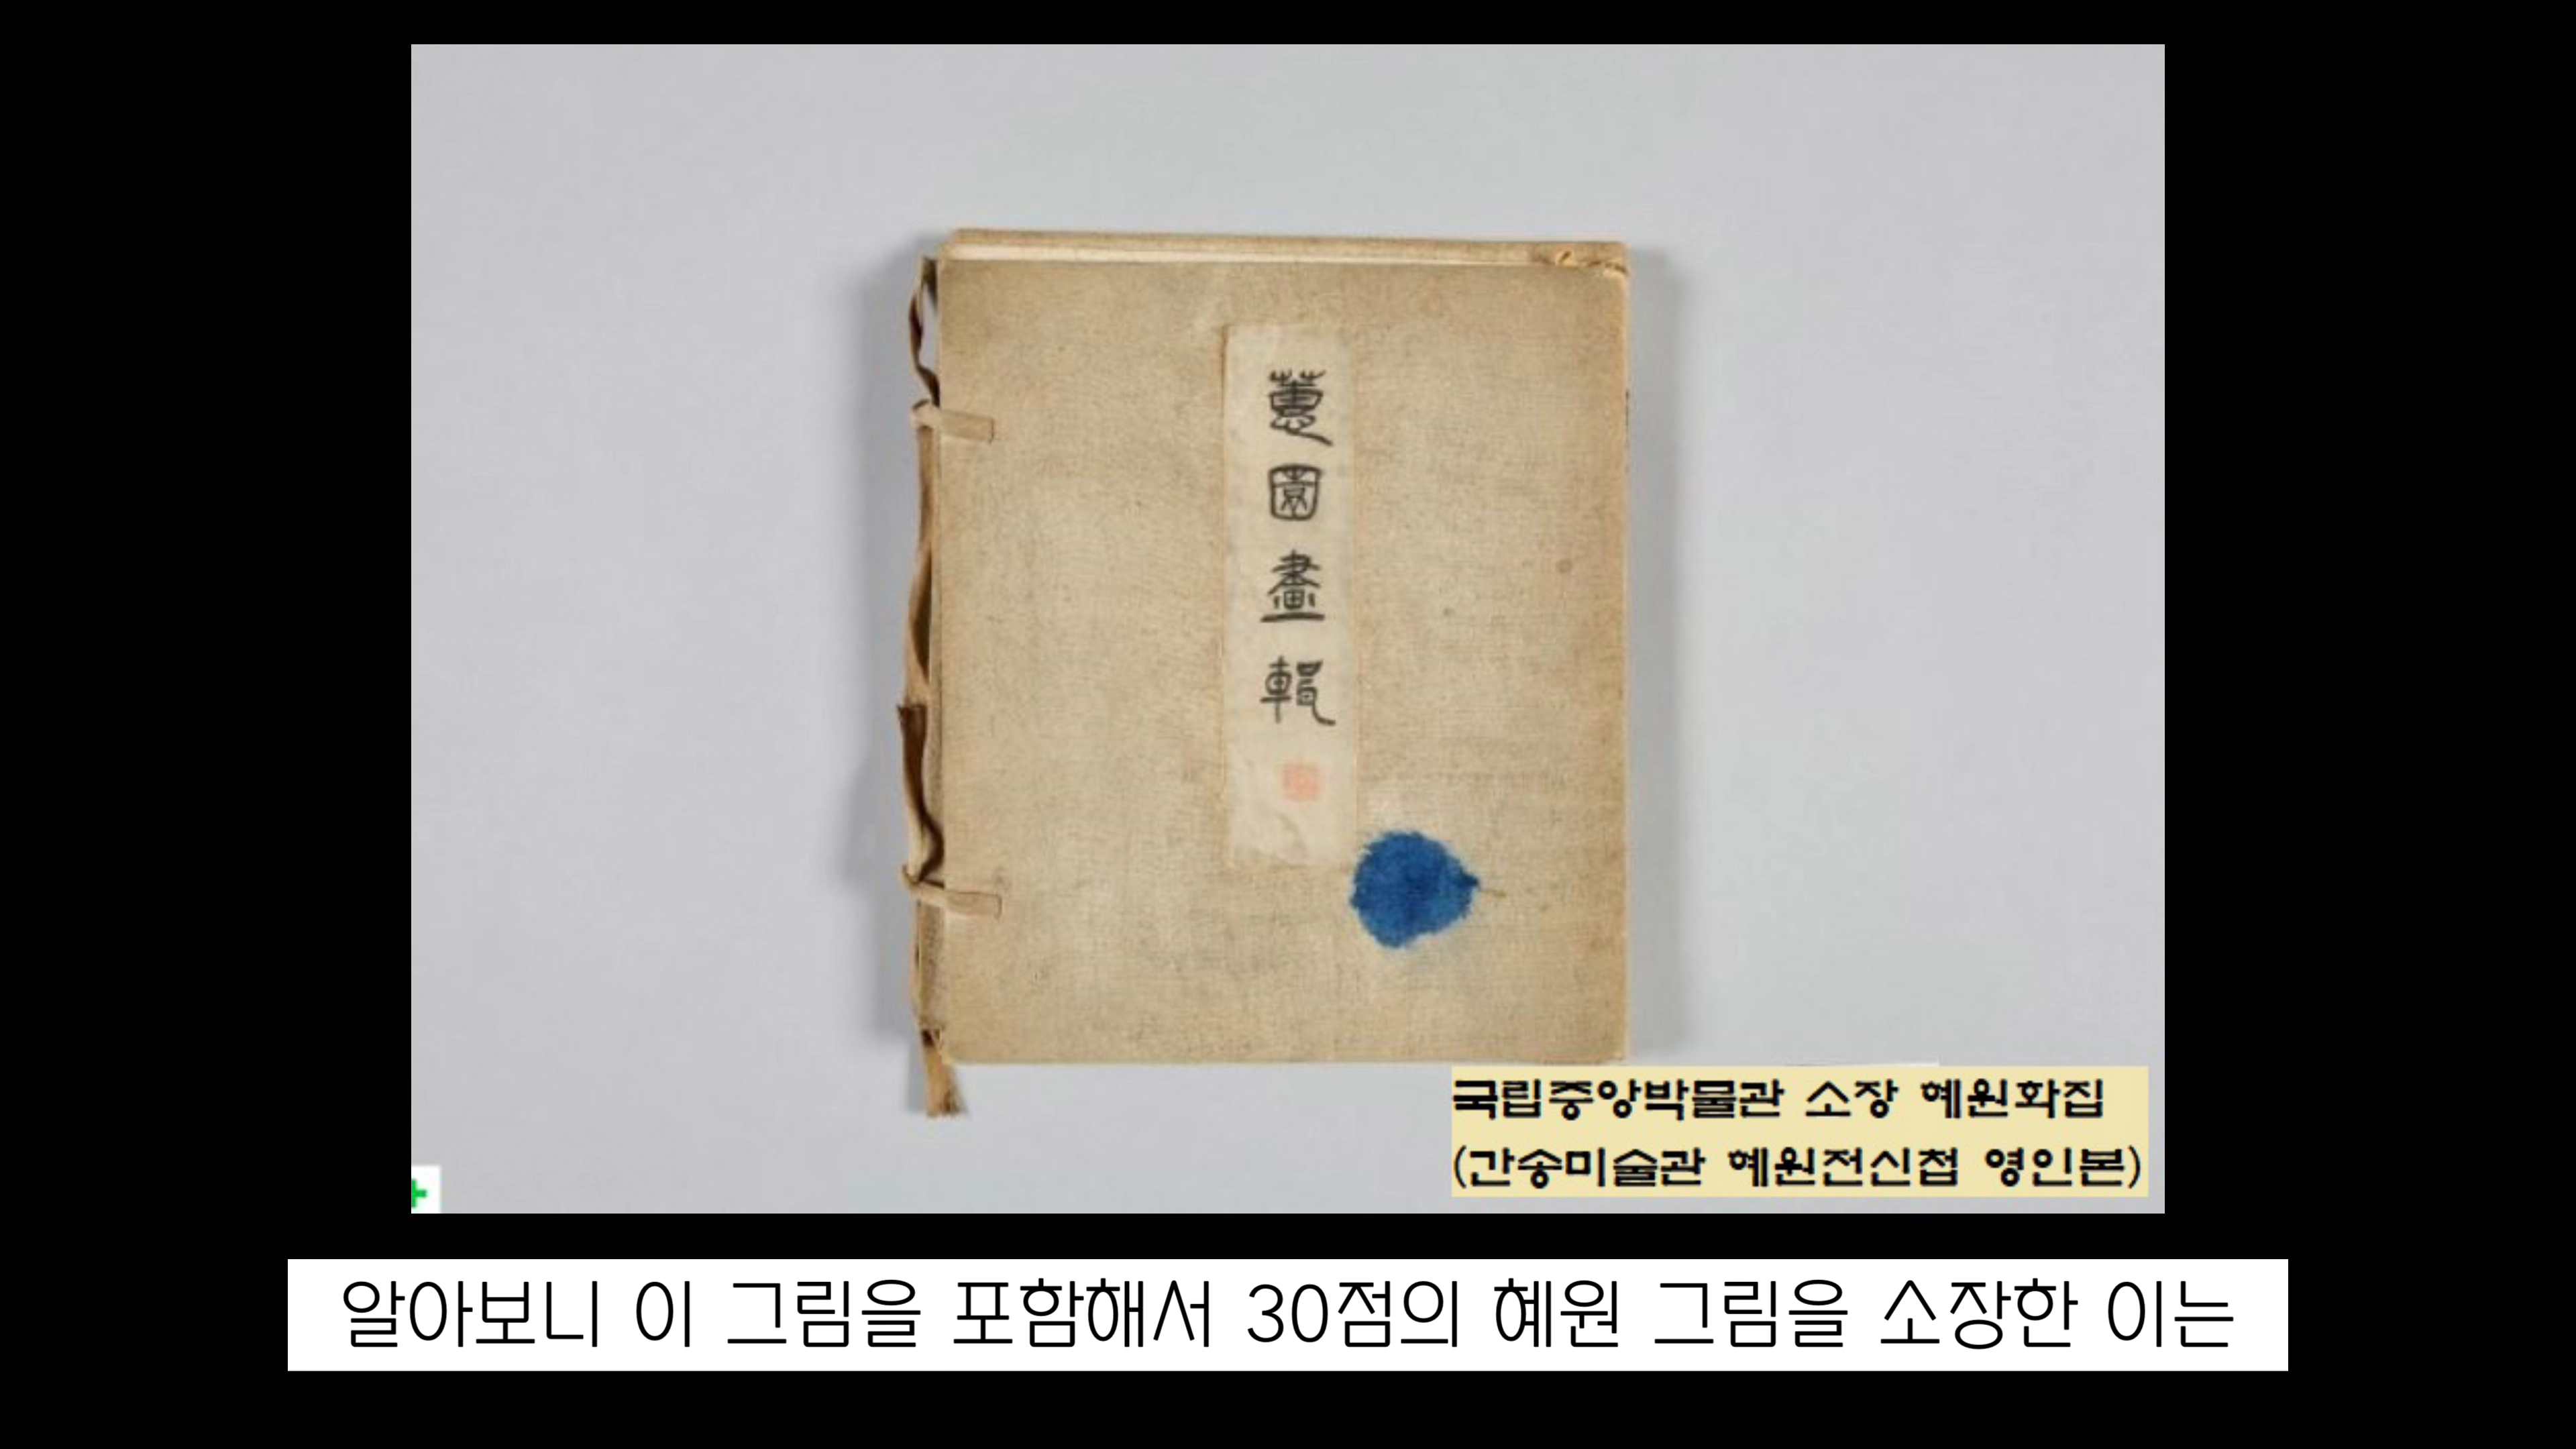 蕙園畫輯
국립중앙박물관 소장 혜원화집
(간송미술관 혜원전신첩 영인본)
알아보니 이 그림을 포함해서 30점의 혜원 그림을 소장한 이는